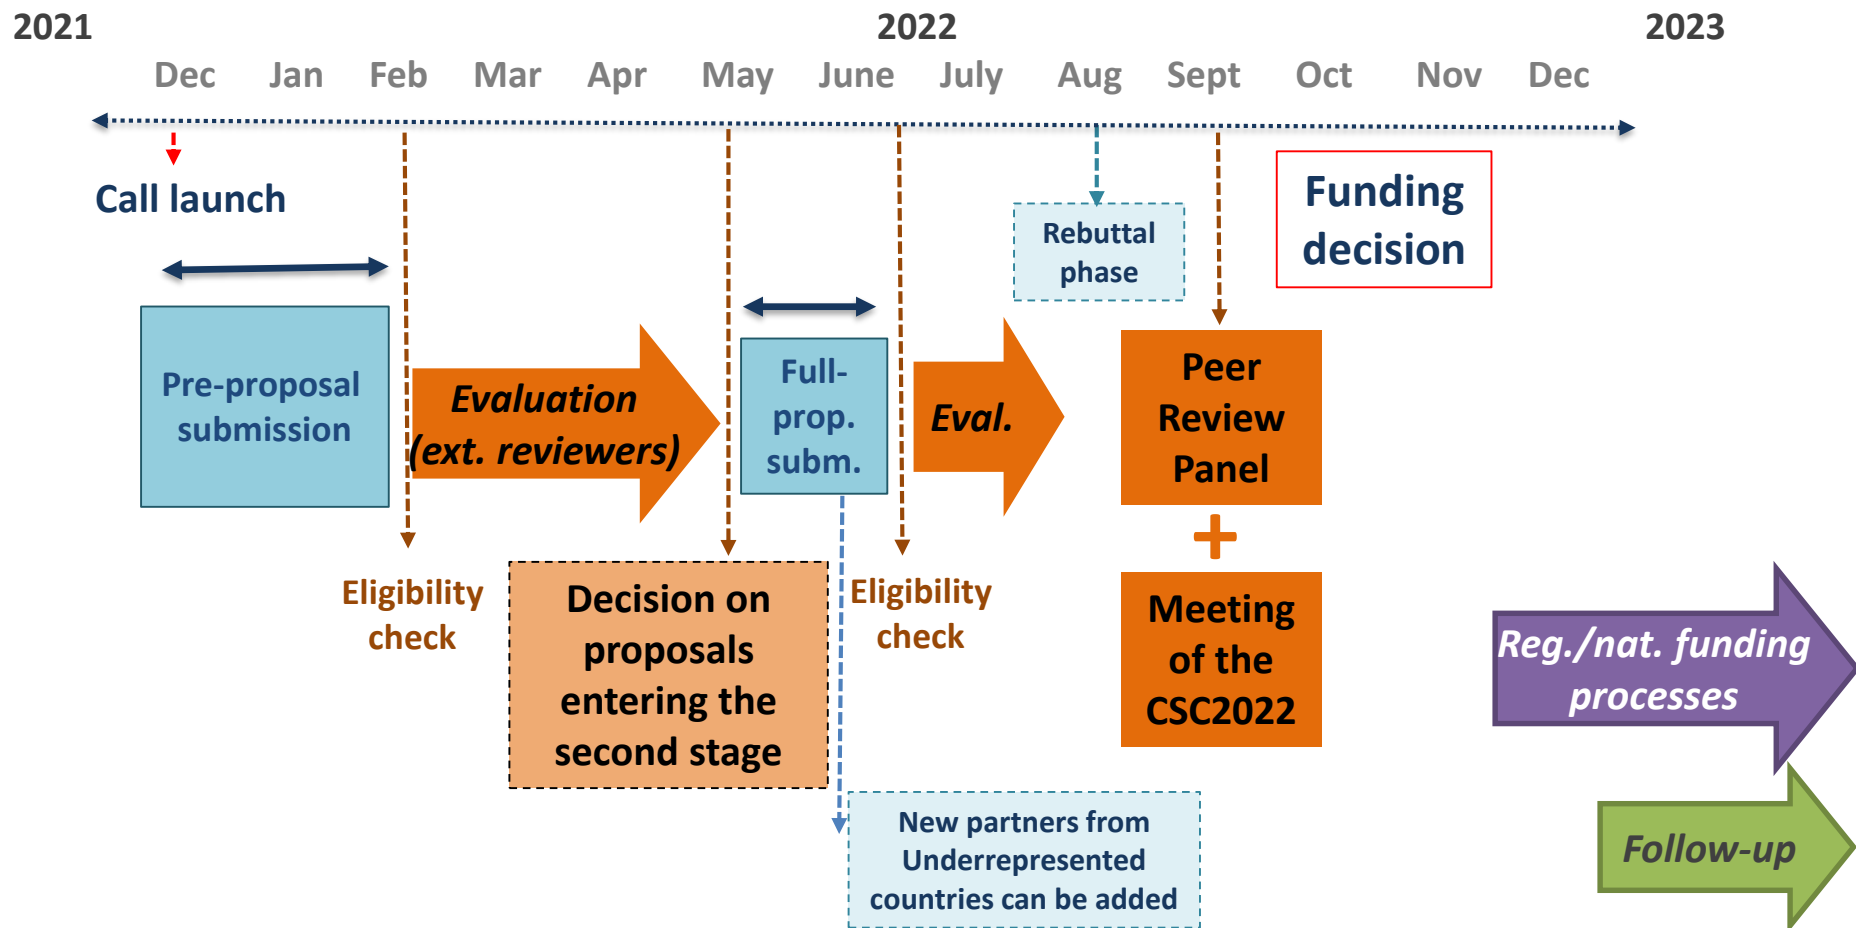 2021 2022 2023
Dec Jan Feb Mar Apr May June July Aug Sept Oct Nov Dec
Call launch
Funding
decision
Rebuttal
phase
Pre-proposal
submission
Evaluation
(ext. reviewers)
Full-
prop.
subm.
Eval.
Peer
Review
Panel
+
Eligibility
check
Decision on
proposals
entering the
second stage
Eligibility
check
Meeting
of the
CSC2022
Reg./nat. funding
processes
New partners from
Underrepresented
countries can be added
Follow-up